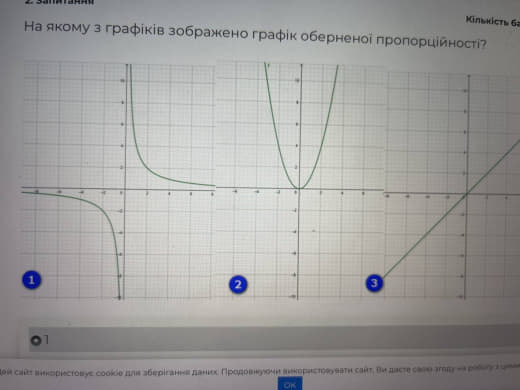 2. Запитання
Кількість ба
На якому з графіків зображено графік оберненої пропорційності?
1
2
3
1
Цей сайт використовує cookie для зберігання даних. Продовжуючи використовувати сайт, Ви даєте свою згоду на роботу з цими
ОК